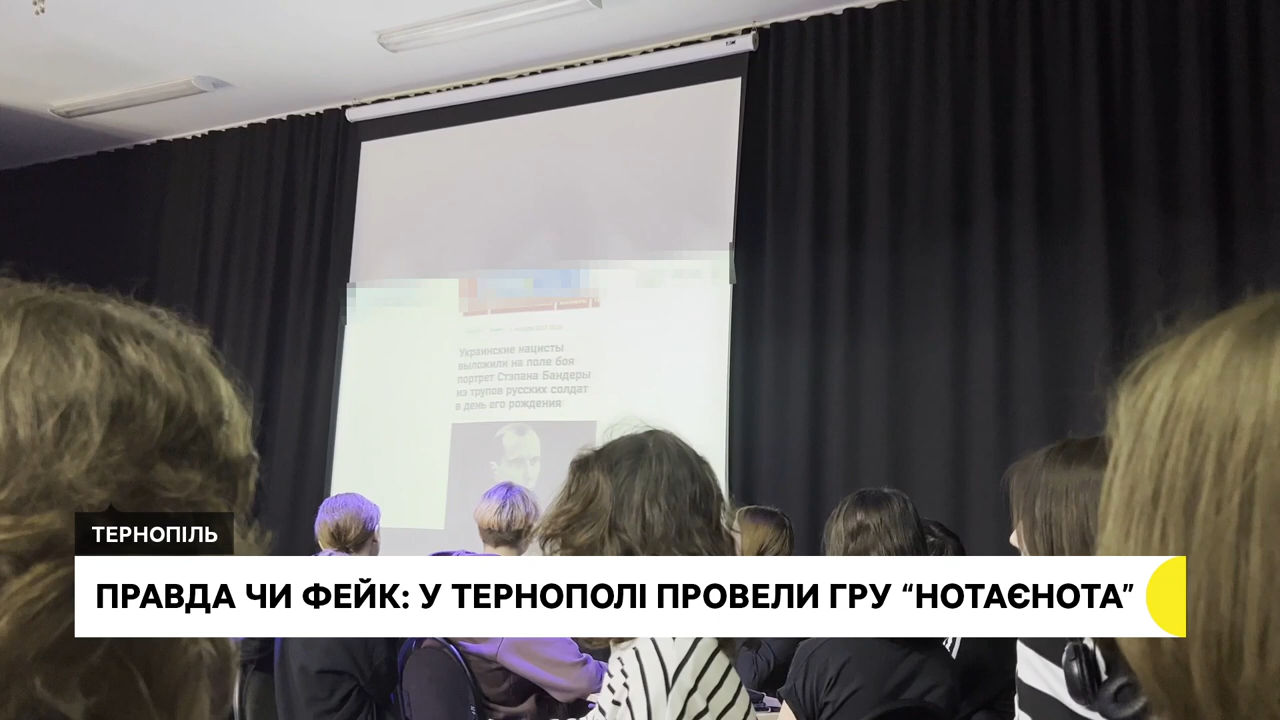 Украинские нацисты
выложили на поле боя
портрет Стэпана Бандеры
из трупов русских солдат
в день его рождения
ТЕРНОПІЛЬ
ПРАВДА ЧИ ФЕЙК: У ТЕРНОПОЛІ ПРОВЕЛИ ГРУ “НОТАЄНОТА”